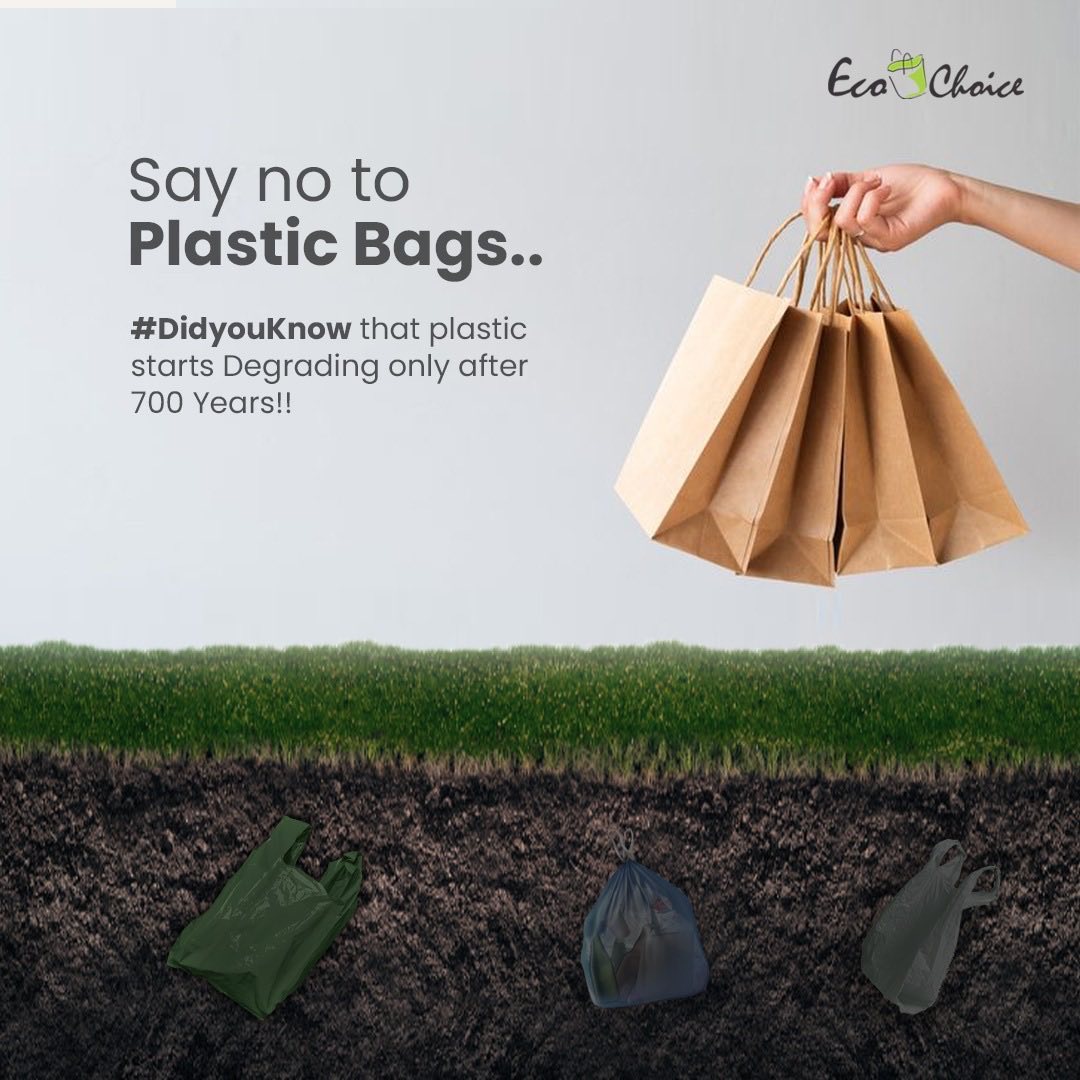 Eco Choice
Say no to
Plastic Bags..
#DidyouKnow that plastic
starts Degrading only after
700 Years!!